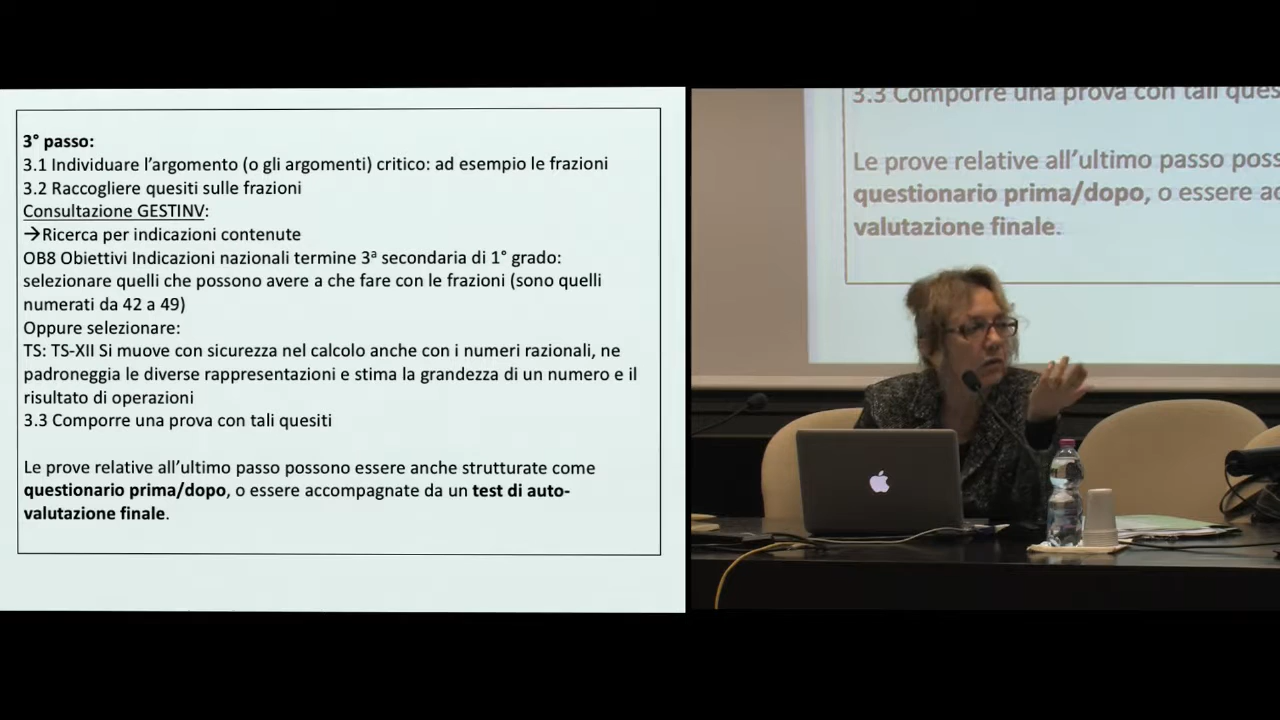 3° passo:
3.1 Individuare l'argomento (o gli argomenti) critico: ad esempio le frazioni
3.2 Raccogliere quesiti sulle frazioni
Consultazione GESTINV:
→Ricerca per indicazioni contenute
OB8 Obiettivi Indicazioni nazionali termine 3ª secondaria di 1° grado:
selezionare quelli che possono avere a che fare con le frazioni (sono quelli
numerati da 42 a 49)
Oppure selezionare:
TS: TS-XII Si muove con sicurezza nel calcolo anche con i numeri razionali, ne
padroneggia le diverse rappresentazioni e stima la grandezza di un numero e il
risultato di operazioni
3.3 Comporre una prova con tali quesiti
Le prove relative all'ultimo passo possono essere anche strutturate come
questionario prima/dopo, o essere accompagnate da un test di auto-
valutazione finale.
3.3 Comporre una prova con tali ques
Le prove relative all'ultimo passo poss
questionario prima/dopo, o essere ac
valutazione finale.